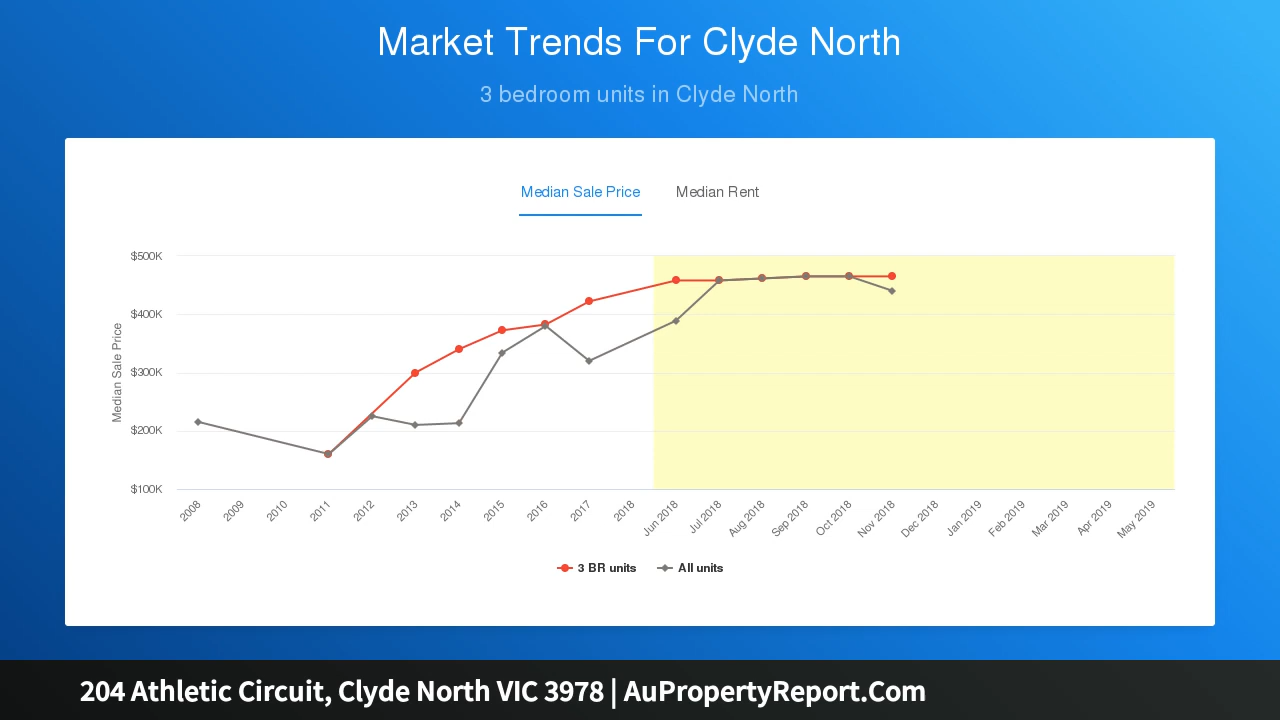 Market Trends For Clyde North
3 bedroom units in Clyde North
Median Sale Price
Median Rent
Median Sale Price
$500K
$400K
$300K
$200K
$100K
2008
2009
2010
2011
2012
2013
2014
2015
2016
2017
2018
Jun 2018
Jul 2018
Aug 2018
Sep 2018
Oct 2018
Nov 2018
Dec 2018
Jan 2019
Feb 2019
Mar 2019
Apr 2019
May 2019
3 BR units
All units
204 Athletic Circuit, Clyde North VIC 3978 | AuPropertyReport.Com